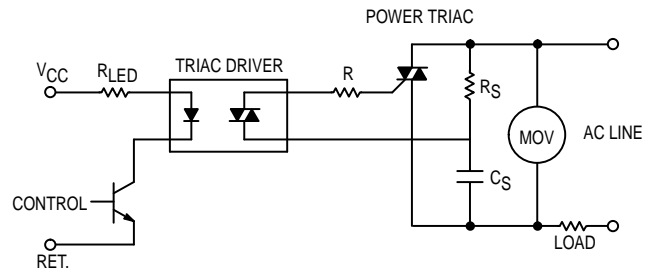 POWER TRIAC
TRIAC DRIVER
VCC
RLED
R
RS
MOV
AC LINE
CS
CONTROL
LOAD
RET.